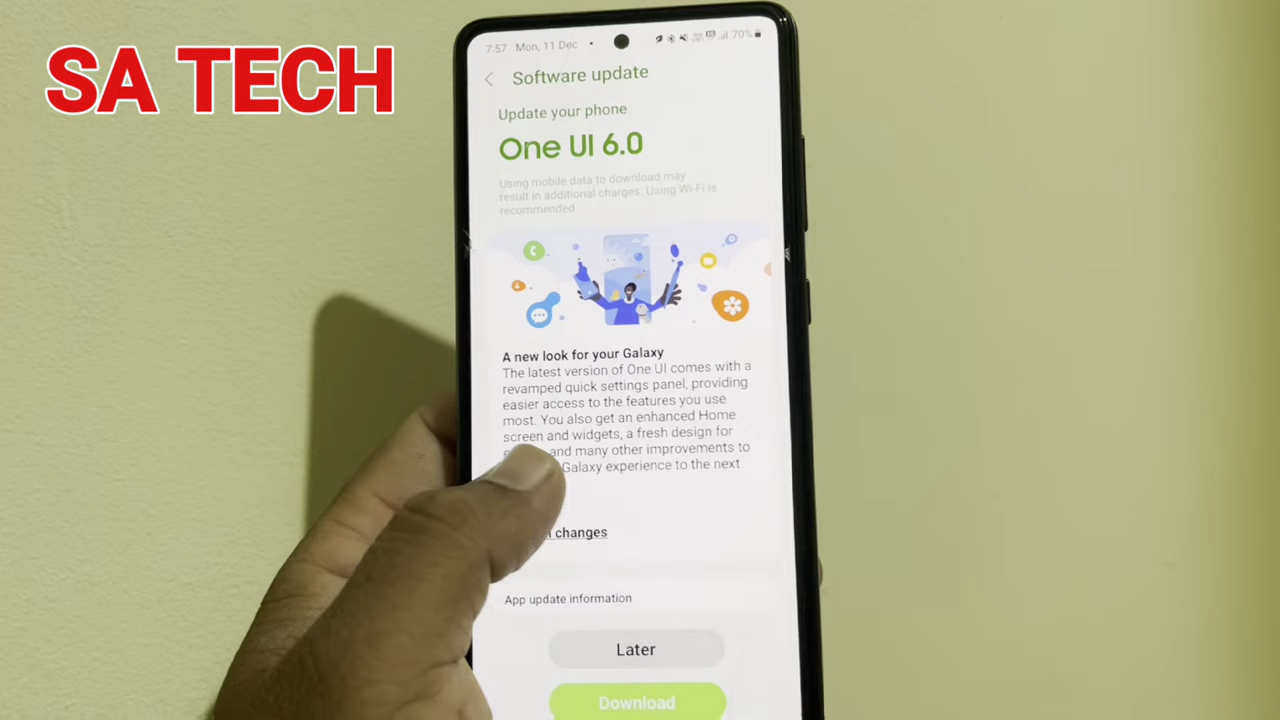 SA TECH
7:57 Mon, 11 Dec
70%
Software update
Update your phone
One UI 6.0
Using mobile data to download may
result in additional charges. Using Wi-Fi is
recommended
A new look for your Galaxy
The latest version of One UI comes with a
revamped quick settings panel, providing
easier access to the features you use
most. You also get an enhanced Home
screen and widgets, a fresh design for
and many other improvements to
Galaxy experience to the next
changes
App update information
Later
Download